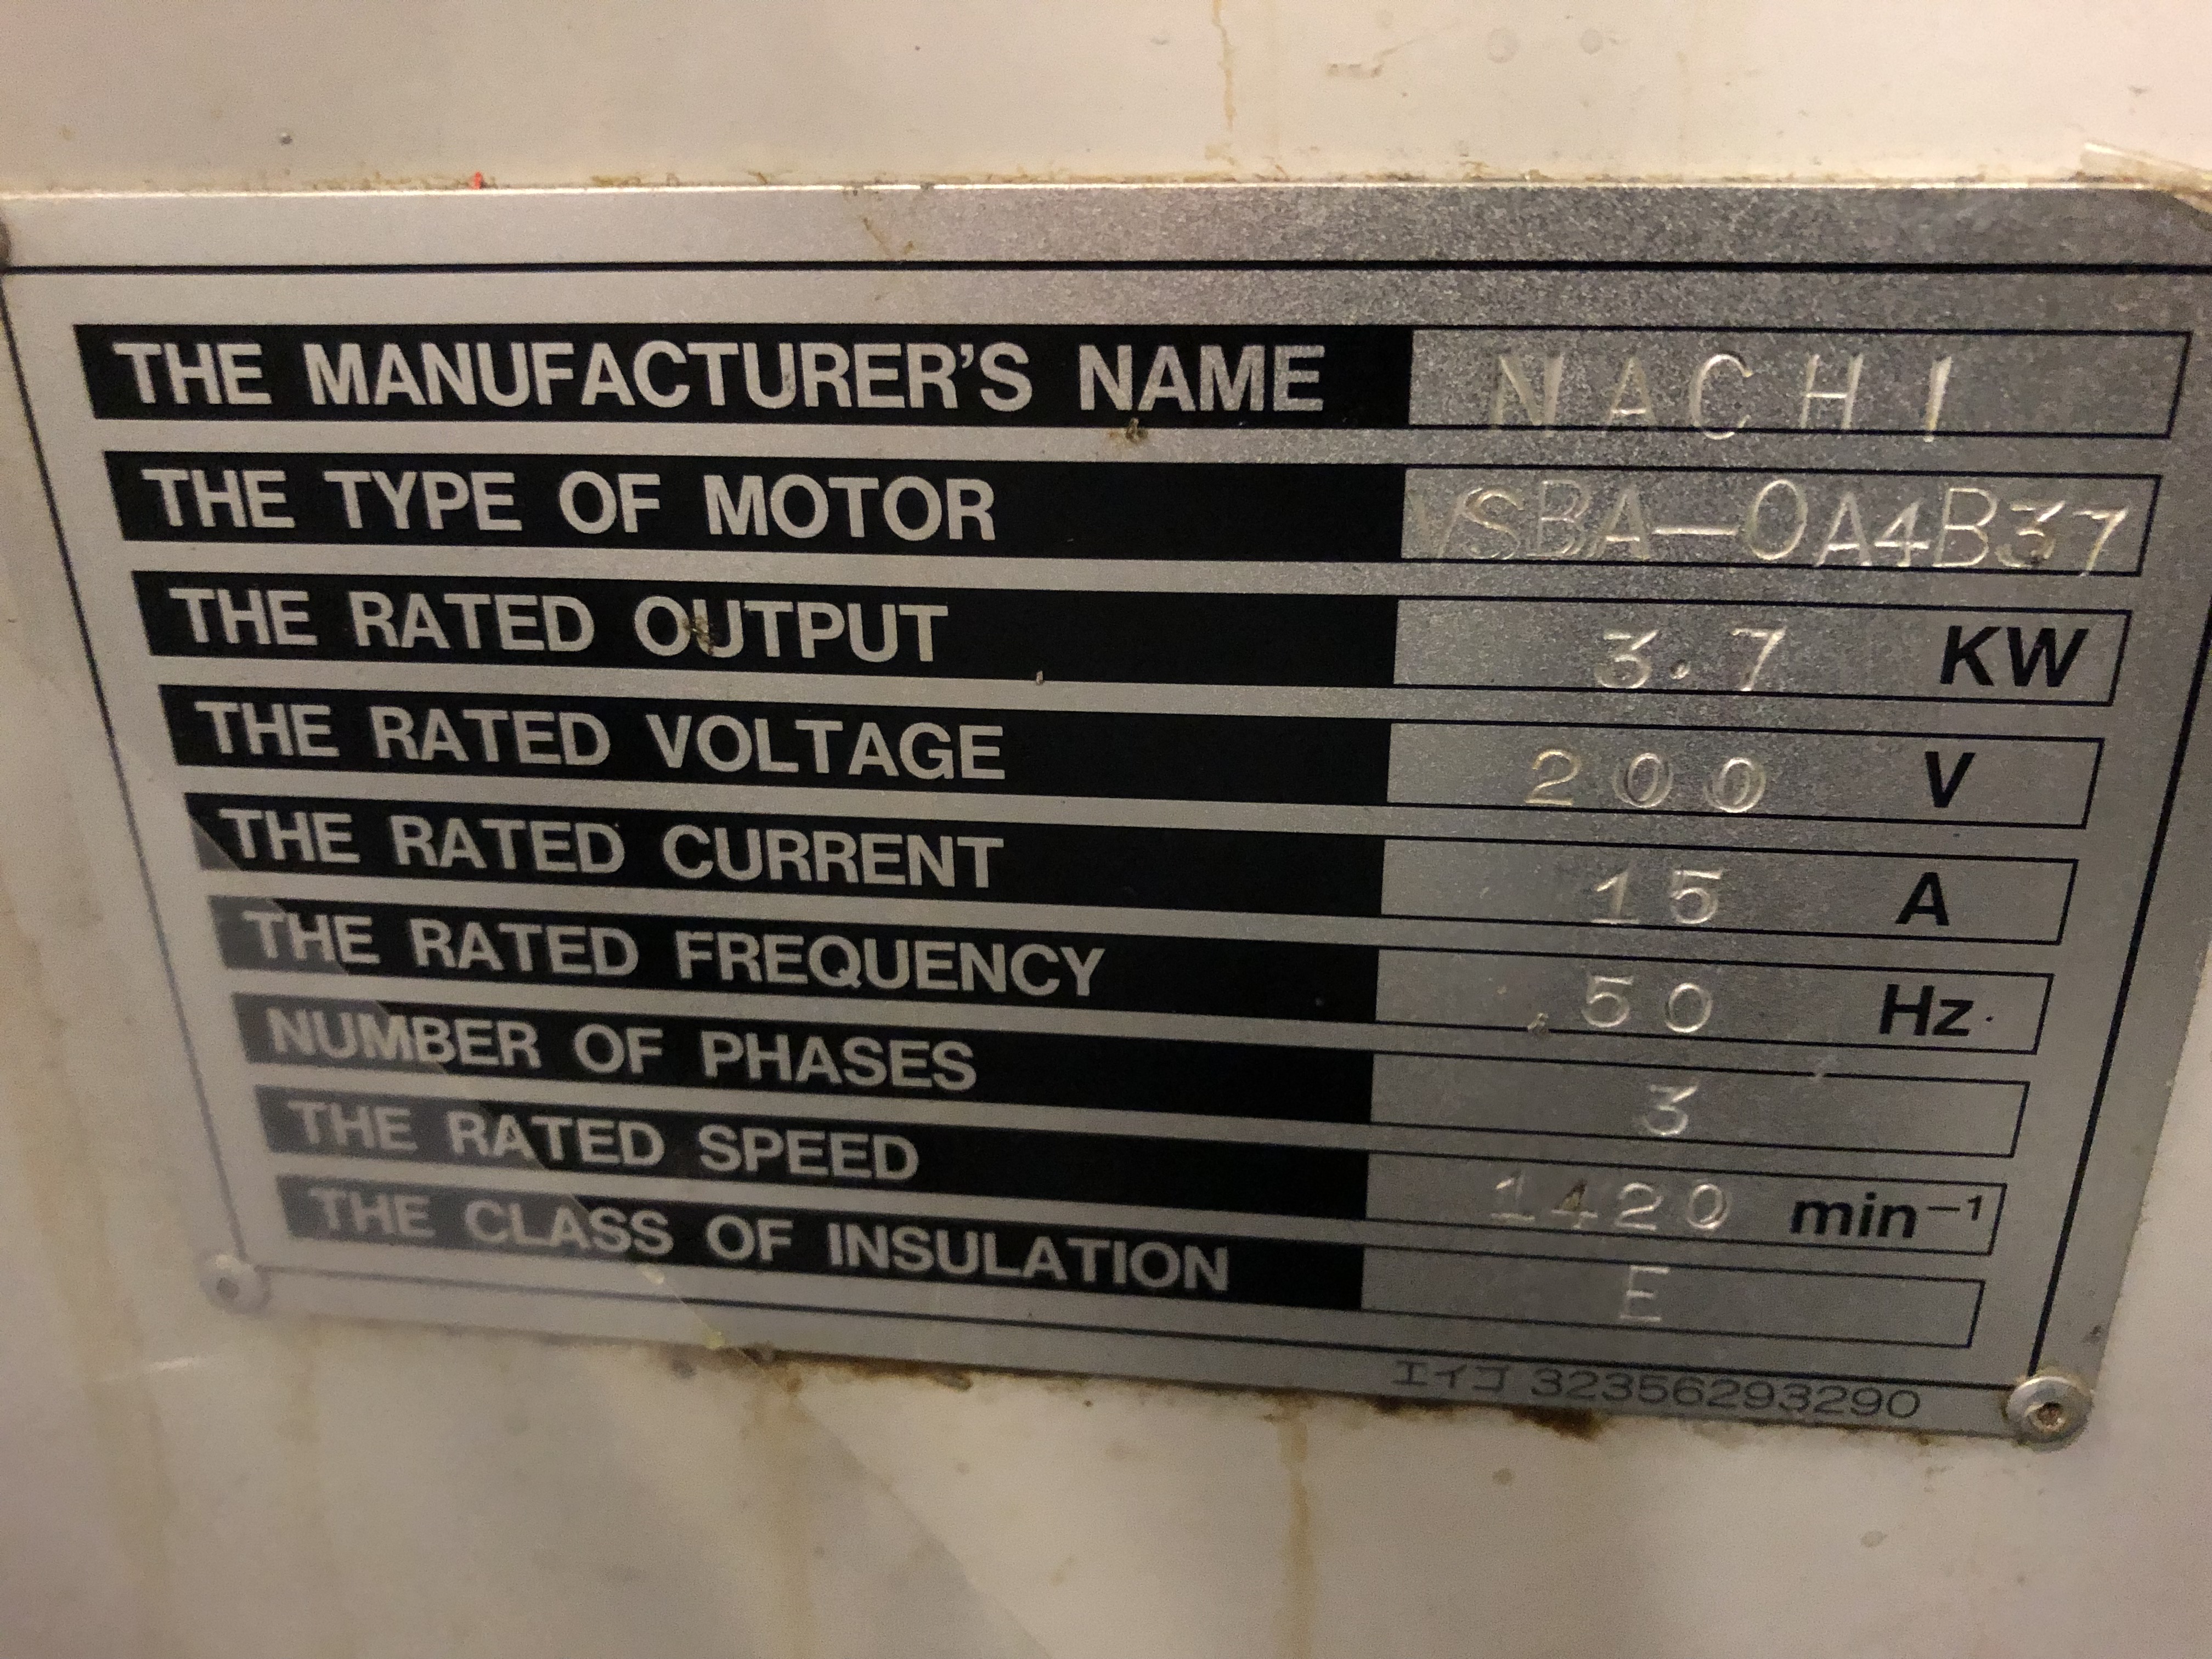 THE MANUFACTURER'S NAME NACHI
THE TYPE OF MOTOR VSBA-0A4B37
THE RATED OUTPUT 3.7 KW
THE RATED VOLTAGE 200 V
THE RATED CURRENT 15 A
THE RATED FREQUENCY 50 Hz
NUMBER OF PHASES 3
THE RATED SPEED 1420 min⁻¹
THE CLASS OF INSULATION E
エイゴ 32356293290